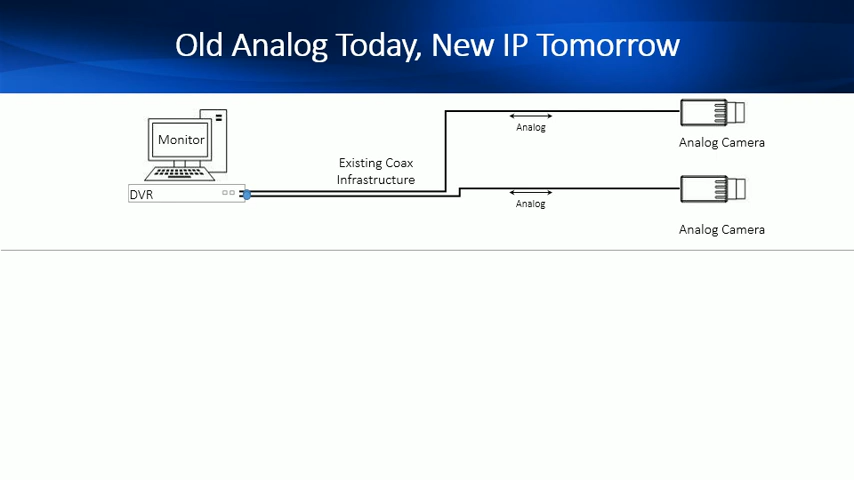 Old Analog Today, New IP Tomorrow
Monitor
DVR
Existing Coax
Infrastructure
Analog
Analog Camera
Analog
Analog Camera